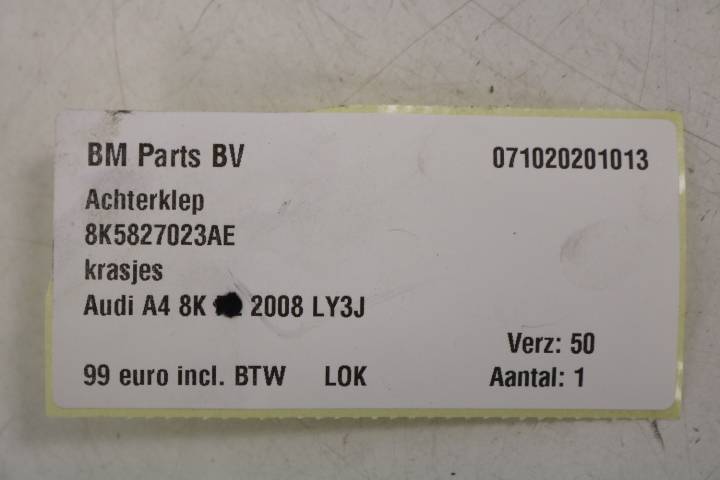 BM Parts BV 071020201013
Achterklep
8K5827023AE
krasjes
Audi A4 8K 2008 LY3J
Verz: 50
99 euro incl. BTW LOK Aantal: 1